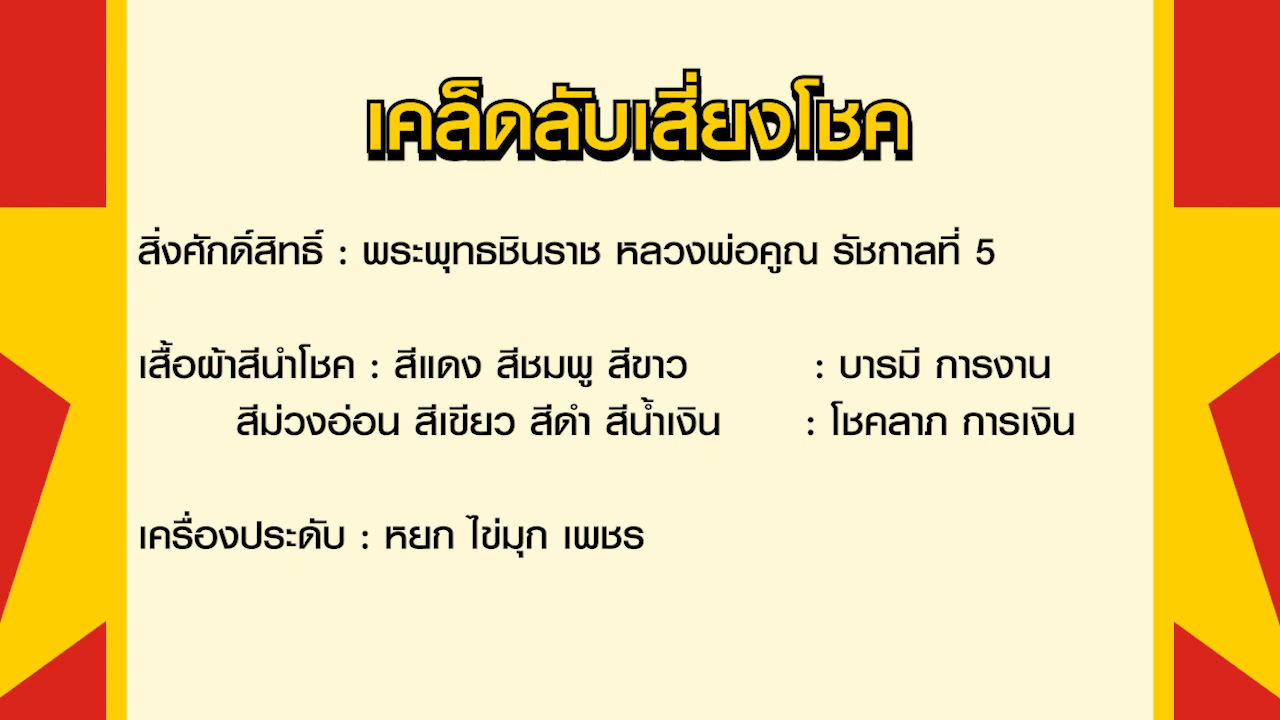 เคล็ดลับเสี่ยงโชค
สิ่งศักดิ์สิทธิ์ : พระพุทธชินราช หลวงพ่อคูณ รัชกาลที่ 5
เสื้อผ้าสีนำโชค : สีแดง สีชมพู สีขาว : บารมี การงาน
สีม่วงอ่อน สีเขียว สีดำ สีน้ำเงิน : โชคลาภ การเงิน
เครื่องประดับ : หยก ไข่มุก เพชร